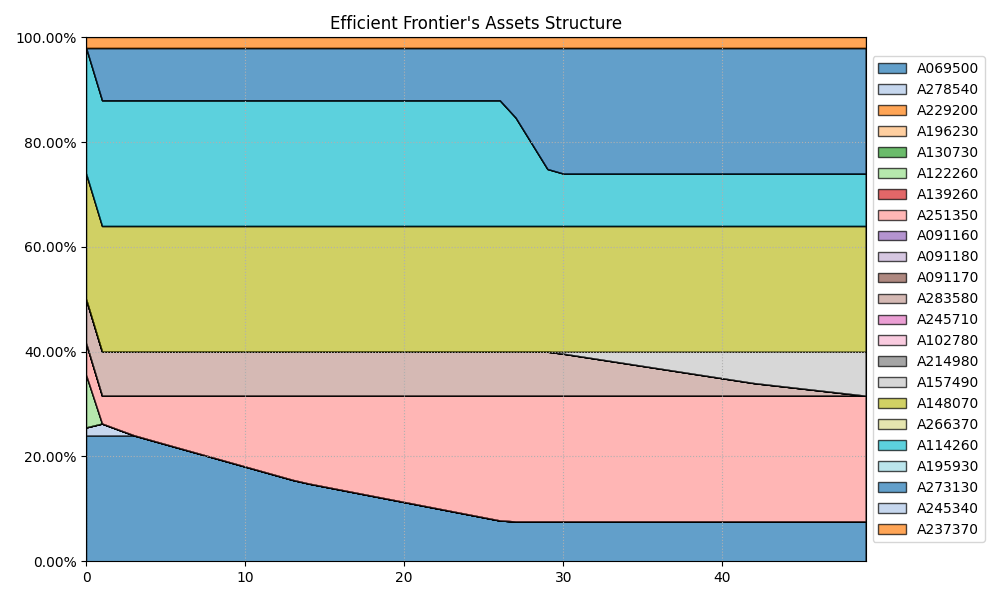 Efficient Frontier's Assets Structure
100.00%
80.00%
60.00%
40.00%
20.00%
0.00%
0
10
20
30
40
A069500
A278540
A229200
A196230
A130730
A122260
A139260
A251350
A091160
A091180
A091170
A283580
A245710
A102780
A214980
A157490
A148070
A266370
A114260
A195930
A273130
A245340
A237370